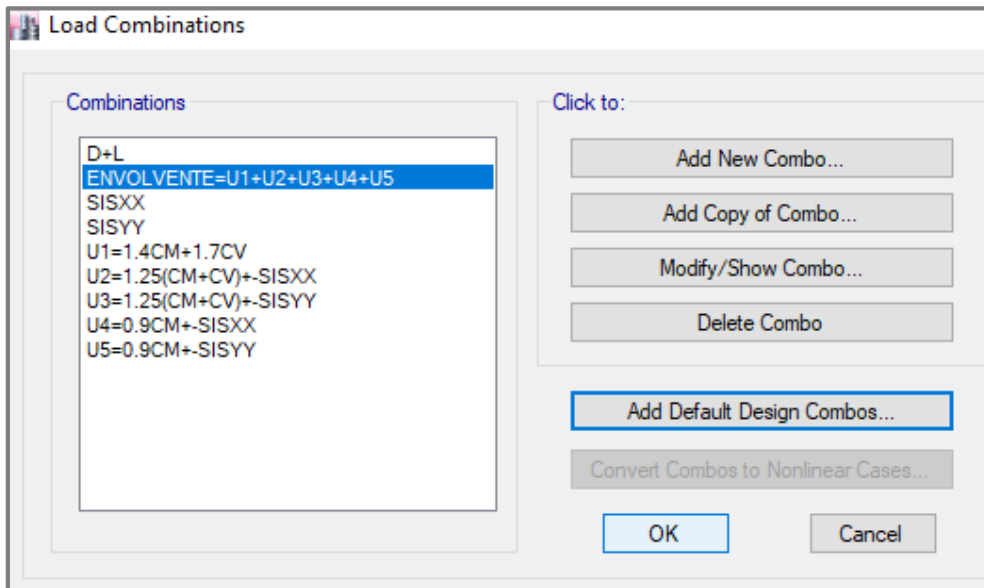 Load Combinations
Combinations
D+L
ENVOLVENTE=U1+U2+U3+U4+U5
SISXX
SISYY
U1=1.4CM+1.7CV
U2=1.25(CM+CV)+-SISXX
U3=1.25(CM+CV)+-SISYY
U4=0.9CM+-SISXX
U5=0.9CM+-SISYY
Click to:
Add New Combo...
Add Copy of Combo...
Modify/Show Combo...
Delete Combo
Add Default Design Combos...
Convert Combos to Nonlinear Cases...
OK
Cancel